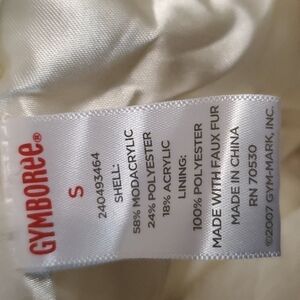 GYMBOREE®
S
240493464
SHELL:
58% MODACRYLIC
24% POLYESTER
18% ACRYLIC
LINING:
100% POLYESTER
MADE WITH FAUX FUR
MADE IN CHINA
RN 70530
©2007 GYM-MARK, INC.